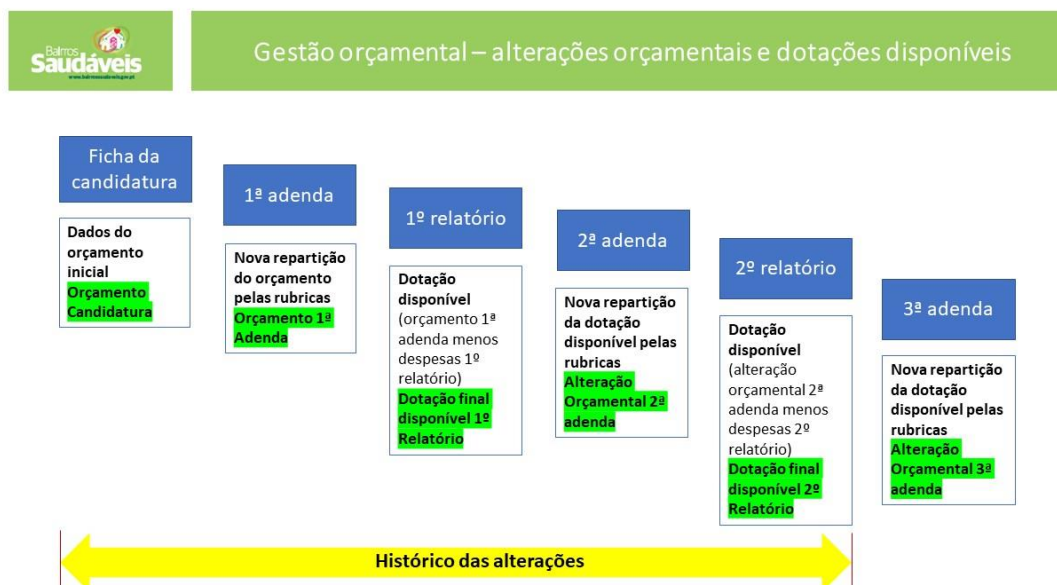 Bairros
Saudáveis
www.bairrossaudaveis.gov.pt
Gestão orçamental – alterações orçamentais e dotações disponíveis
Ficha da
candidatura
Dados do
orçamento
inicial
Orçamento
Candidatura
1ª adenda
Nova repartição
do orçamento
pelas rubricas
Orçamento 1ª
Adenda
1º relatório
Dotação
disponível
(orçamento 1ª
adenda menos
despesas 1º
relatório)
Dotação final
disponível 1º
Relatório
2ª adenda
Nova repartição
da dotação
disponível pelas
rubricas
Alteração
Orçamental 2ª
adenda
2º relatório
Dotação
disponível
(alteração
orçamental 2ª
adenda menos
despesas 2º
relatório)
Dotação final
disponível 2º
Relatório
3ª adenda
Nova repartição
da dotação
disponível pelas
rubricas
Alteração
Orçamental 3ª
adenda
Histórico das alterações